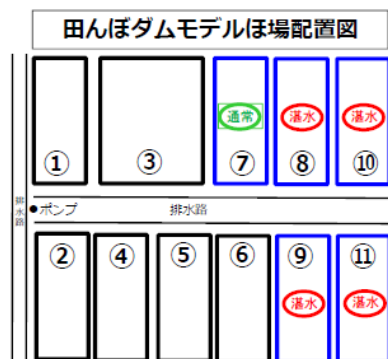 田んぼダムモデルほ場配置図
通常 湛水 湛水
① ③ ⑦ ⑧ ⑩
排水路
ポンプ 排水路
② ④ ⑤ ⑥ ⑨ ⑪
湛水 湛水